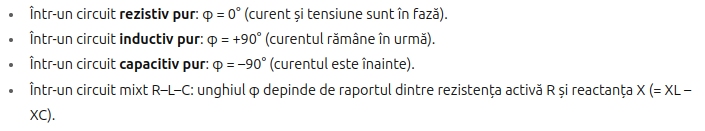 • Într-un circuit rezistiv pur: φ = 0° (curent și tensiune sunt în fază).
• Într-un circuit inductiv pur: φ = +90° (curentul rămâne în urmă).
• Într-un circuit capacitiv pur: φ = –90° (curentul este înainte).
• Într-un circuit mixt R–L–C: unghiul φ depinde de raportul dintre rezistența activă R și reactanța X (= XL –
XC).